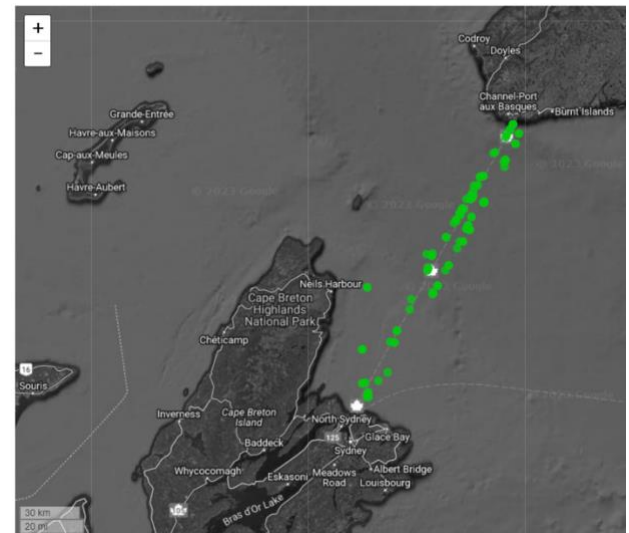 +
−
Codroy
Doyles
Channel-Port
aux Basques
Burnt Islands
Grande-Entrée
Havre-aux-Maisons
Cap-aux-Meules
Havre-Aubert
© 2023 Google
© 2023 Google
© 2023 Google
2023 Google
Neils Harbour
Cape Breton
Highlands
National Park
Chéticamp
16
Souris
Inverness
Cape Breton
Island
North Sydney
125
Sydney
Glace Bay
Baddeck
Whycocomagh
Eskasoni
Meadows
Road
Albert Bridge
Louisbourg
Bras d'Or Lake
30 km
20 mi